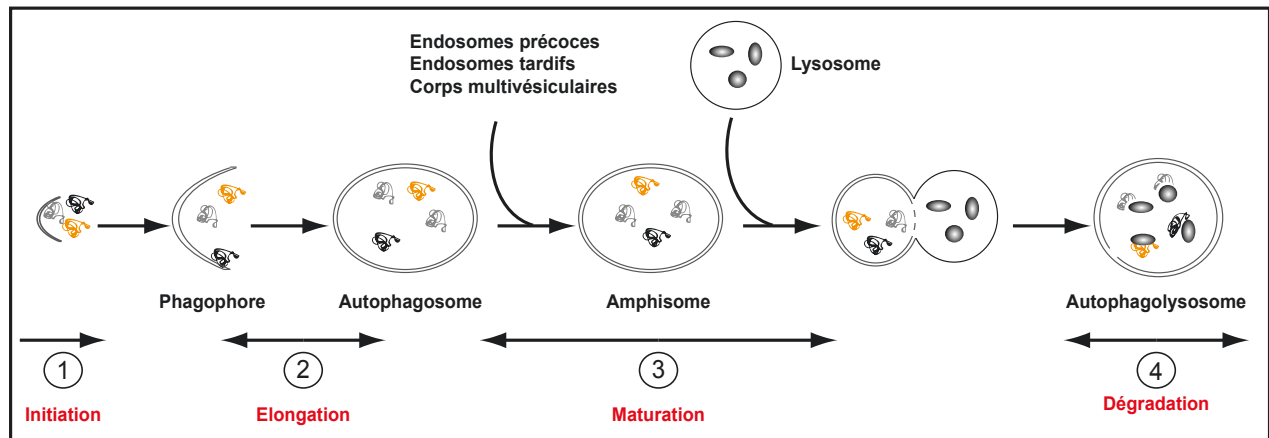 Endosomes précoces
Endosomes tardifs
Corps multivésiculaires
Lysosome
Phagophore
Autophagosome
Amphisome
Autophagolysosome
1
2
3
4
Initiation
Elongation
Maturation
Dégradation